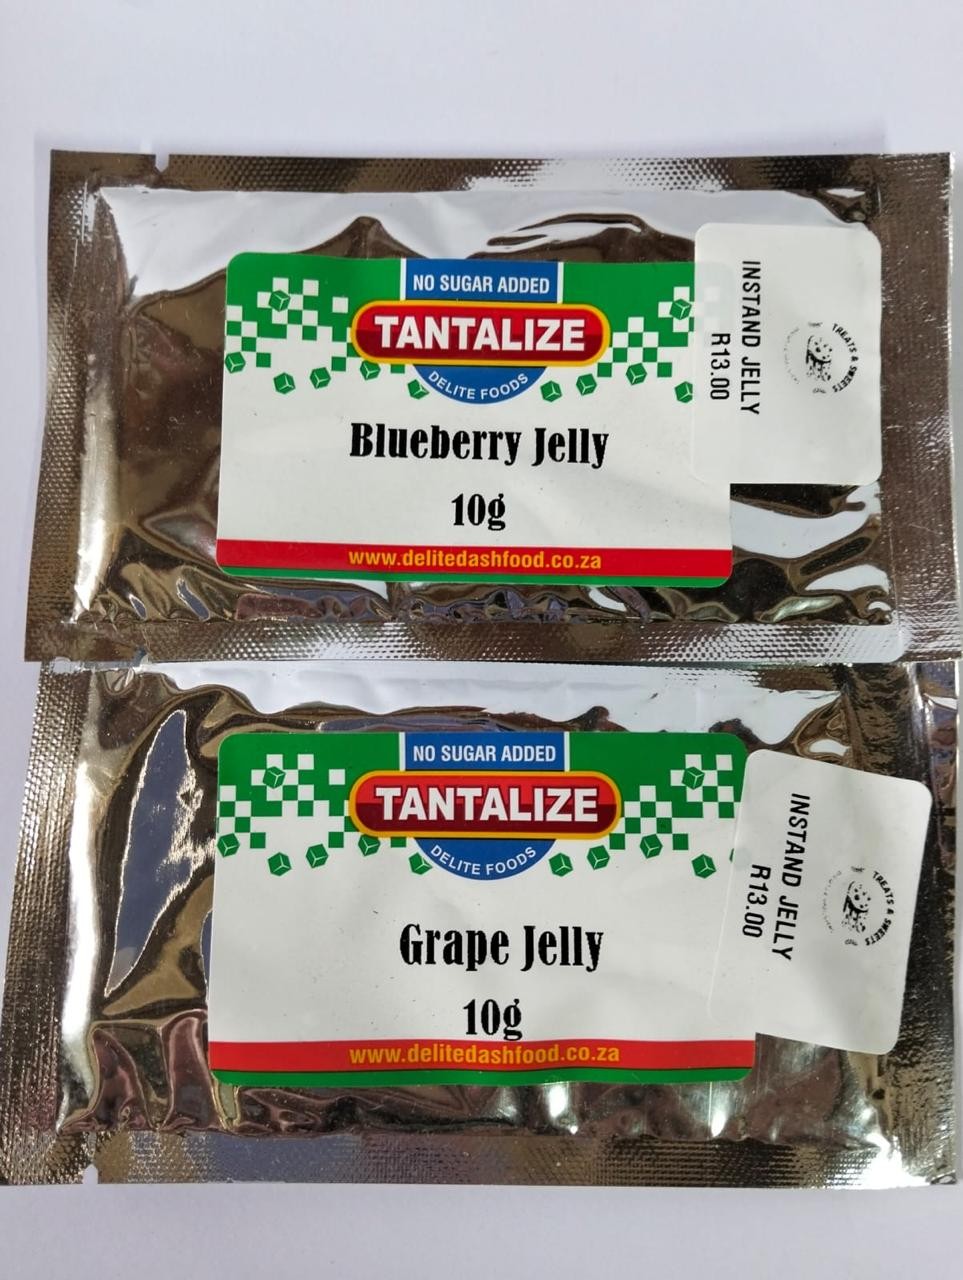 NO SUGAR ADDED
TANTALIZE
DELITE FOODS
Blueberry Jelly
10g
www.delitedashfood.co.za
INSTAND JELLY
R13.00
TREATS & SWEETS
NO SUGAR ADDED
TANTALIZE
DELITE FOODS
Grape Jelly
10g
www.delitedashfood.co.za
INSTAND JELLY
R13.00
TREATS & SWEETS